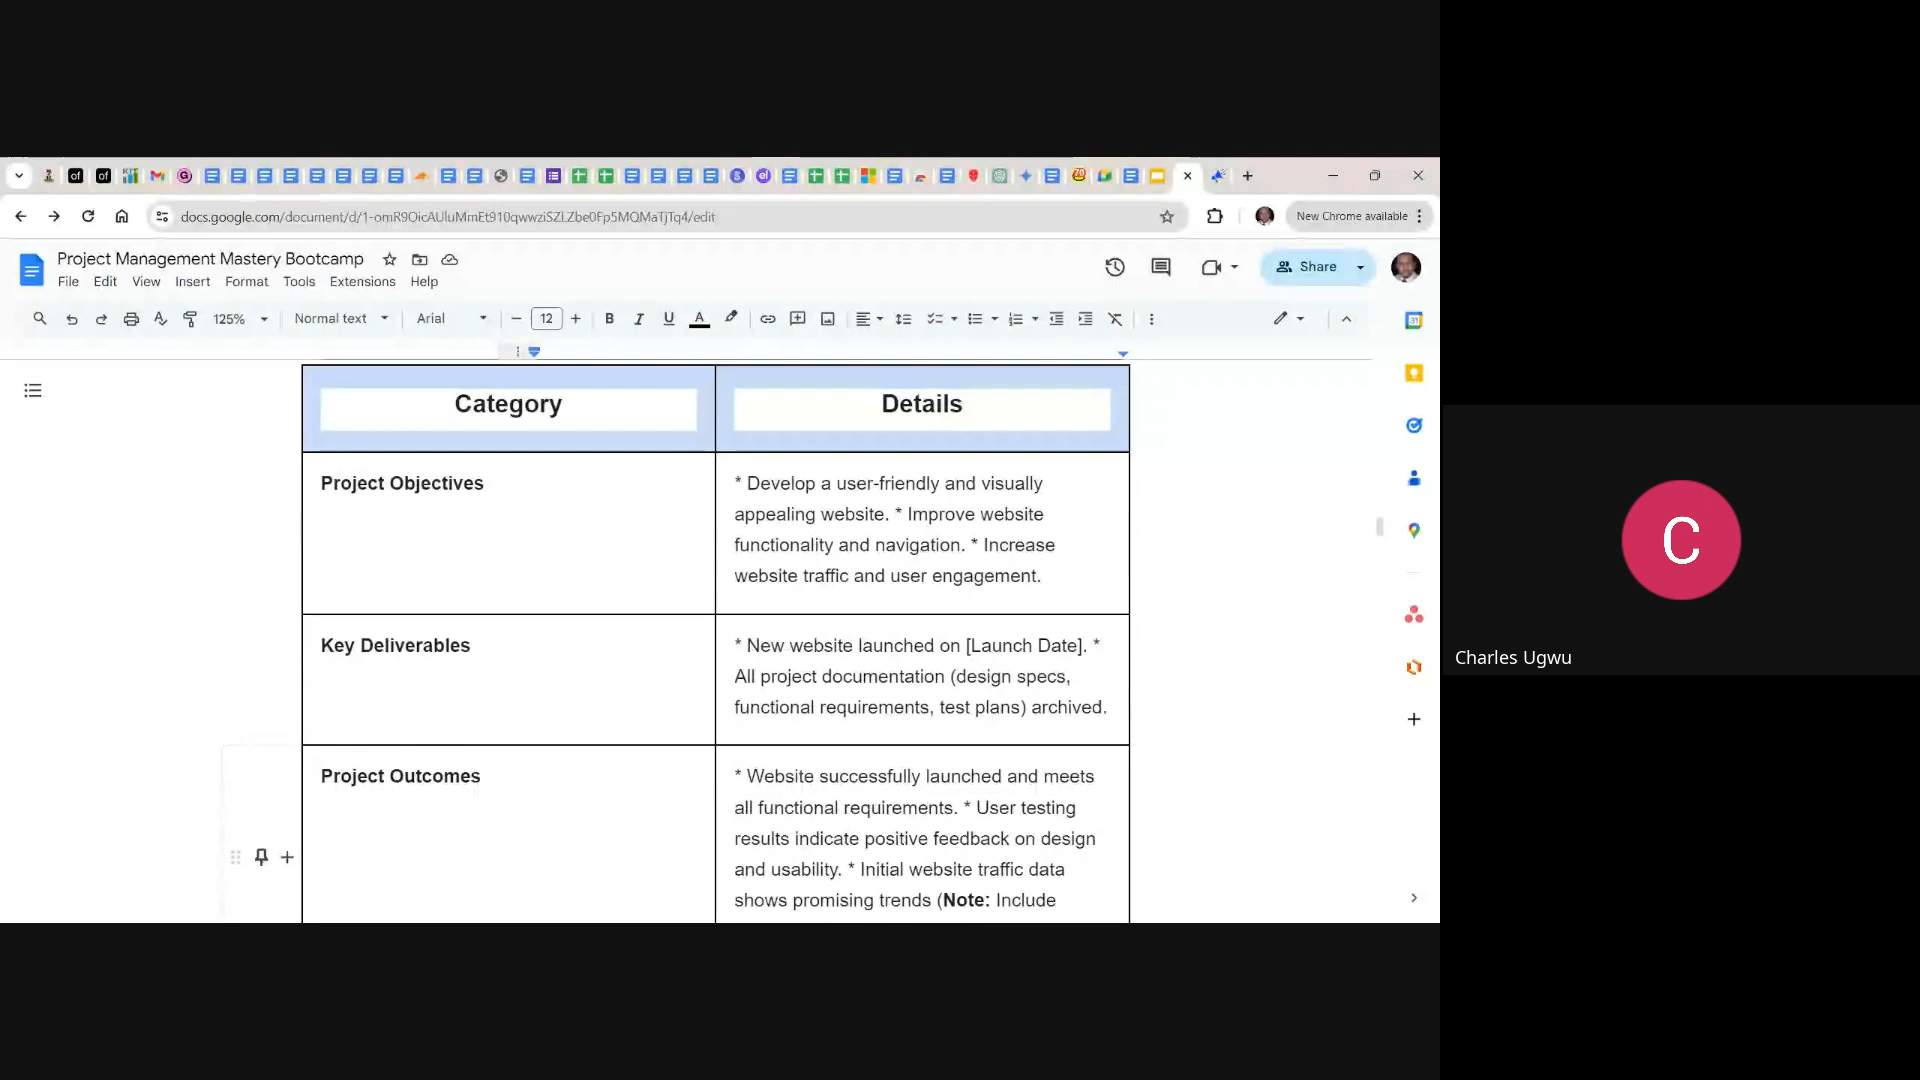 docs.google.com/document/d/1-omR9OicAUluMmEt910qwwziSZLZbe0Fp5MQMaTjTq4/edit
New Chrome available
Project Management Mastery Bootcamp
File Edit View Insert Format Tools Extensions Help
Share
125% Normal text Arial 12 B I U A
Category Details
Project Objectives
* Develop a user-friendly and visually
appealing website. * Improve website
functionality and navigation. * Increase
website traffic and user engagement.
Key Deliverables
* New website launched on [Launch Date]. *
All project documentation (design specs,
functional requirements, test plans) archived.
Project Outcomes
* Website successfully launched and meets
all functional requirements. * User testing
results indicate positive feedback on design
and usability. * Initial website traffic data
shows promising trends (Note: Include
C
Charles Ugwu